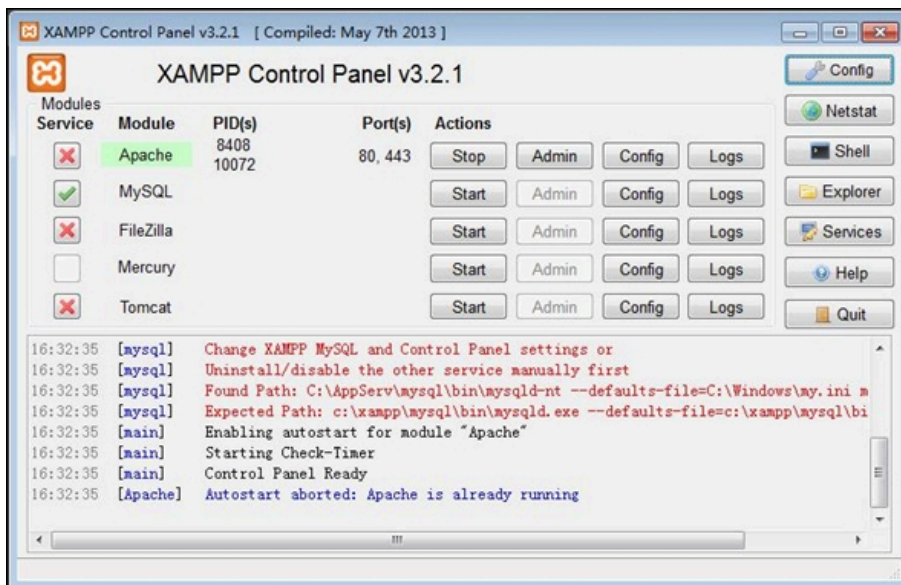 XAMPP Control Panel v3.2.1 [ Compiled: May 7th 2013 ]
XAMPP Control Panel v3.2.1
Config
Modules
Service Module PID(s) Port(s) Actions
Netstat
Apache 8408 10072 80, 443 Stop Admin Config Logs
Shell
MySQL Start Admin Config Logs
Explorer
FileZilla Start Admin Config Logs
Services
Mercury Start Admin Config Logs
Help
Tomcat Start Admin Config Logs
Quit
16:32:35 [mysql] Change XAMPP MySQL and Control Panel settings or
16:32:35 [mysql] Uninstall/disable the other service manually first
16:32:35 [mysql] Found Path: C:\AppServ\mysql\bin\mysqld-nt --defaults-file=C:\Windows\my.ini m
16:32:35 [mysql] Expected Path: c:\xampp\mysql\bin\mysqld.exe --defaults-file=c:\xampp\mysql\bi
16:32:35 [main] Enabling autostart for module "Apache"
16:32:35 [main] Starting Check-Timer
16:32:35 [main] Control Panel Ready
16:32:35 [Apache] Autostart aborted: Apache is already running